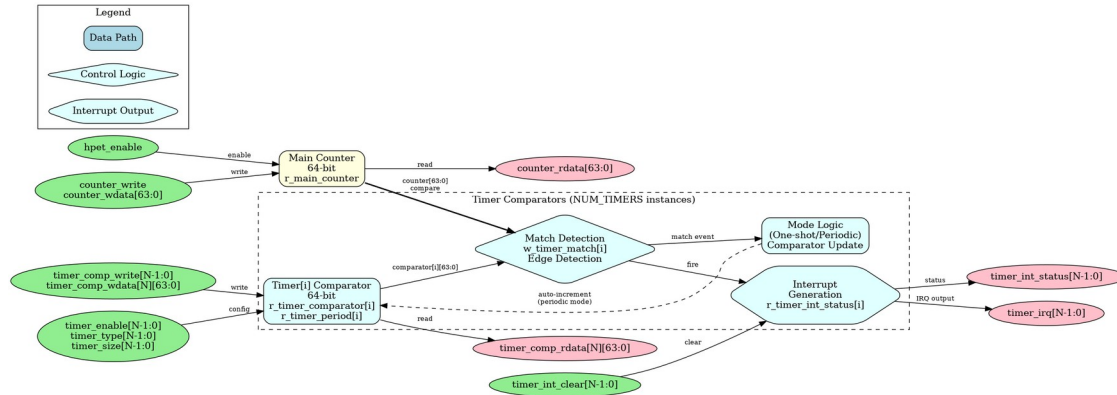 Legend
Data Path
Control Logic
Interrupt Output
hpet_enable
enable
counter_write
counter_wdata[63:0]
write
Main Counter
64-bit
r_main_counter
read
counter_rdata[63:0]
counter[63:0]
compare
Timer Comparators (NUM_TIMERS instances)
Match Detection
w_timer_match[i]
Edge Detection
match event
Mode Logic
(One-shot/Periodic)
Comparator Update
timer_comp_write[N-1:0]
timer_comp_wdata[N][63:0]
write
Timer[i] Comparator
64-bit
r_timer_comparator[i]
r_timer_period[i]
comparator[i][63:0]
fire
auto-increment
(periodic mode)
Interrupt
Generation
r_timer_int_status[i]
status
timer_int_status[N-1:0]
IRQ output
timer_irq[N-1:0]
timer_enable[N-1:0]
timer_type[N-1:0]
timer_size[N-1:0]
config
read
timer_comp_rdata[N][63:0]
clear
timer_int_clear[N-1:0]